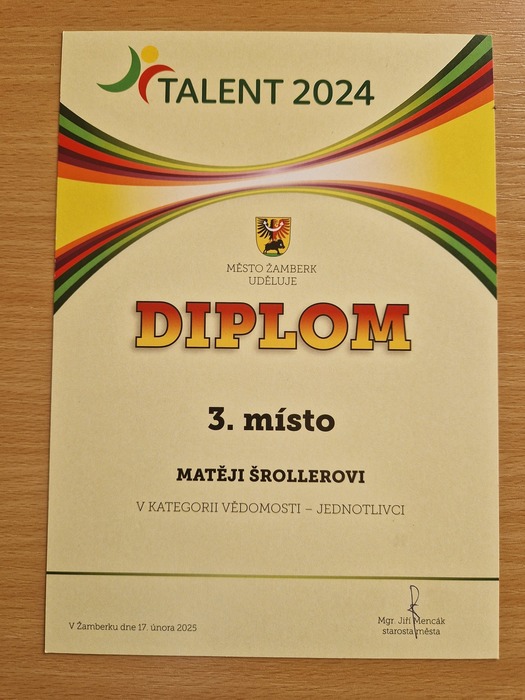 TALENT 2024
MĚSTO ŽAMBERK
UDĚLUJE
DIPLOM
3. místo
MATĚJI ŠROLLEROVI
V KATEGORII VĚDOMOSTI – JEDNOTLIVCI
V Žamberku dne 17. února 2025
Mgr. Jiří Mencák
starosta města